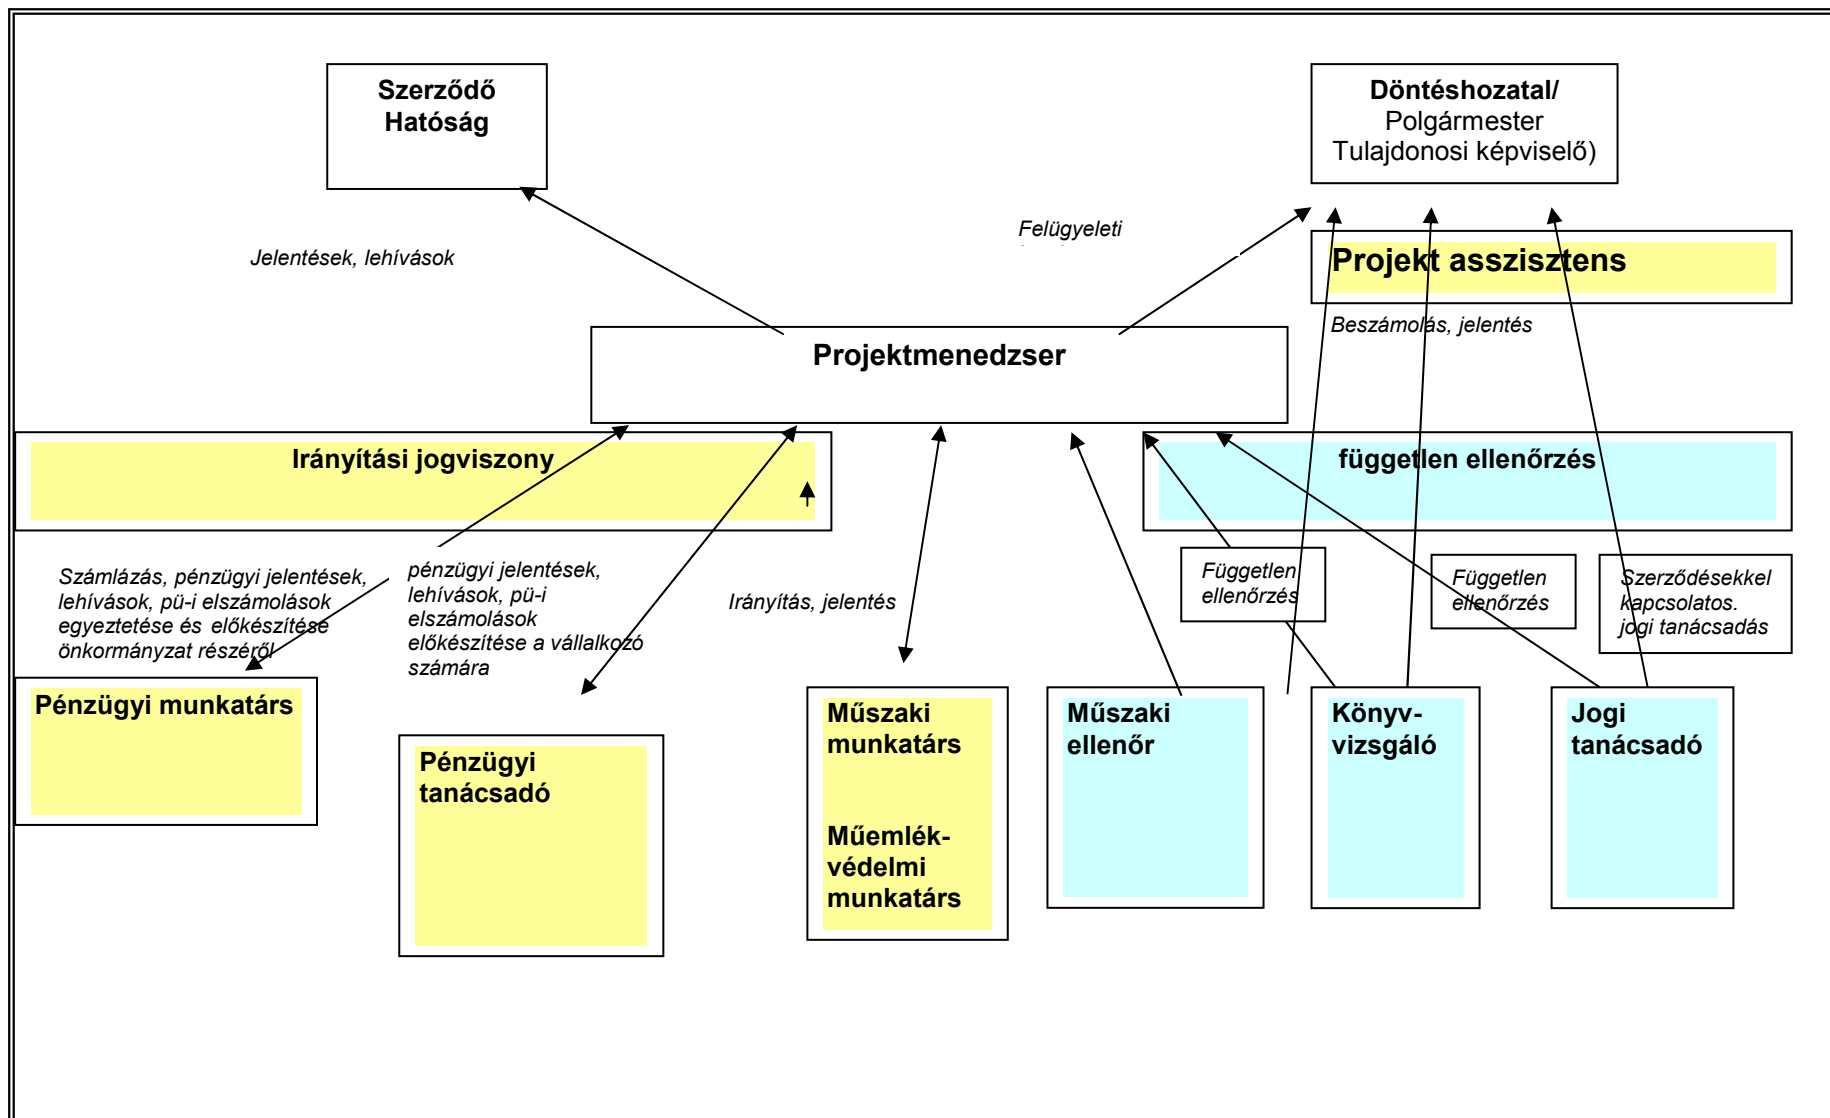 Szerződő
Hatóság
Döntéshozatal/
Polgármester
Tulajdonosi képviselő)
Felügyeleti
Jelentések, lehívások
Projekt asszisztens
Beszámolás, jelentés
Projektmenedzser
Irányítási jogviszony
független ellenőrzés
Számlázás, pénzügyi jelentések,
lehívások, pü-i elszámolások
egyeztetése és előkészítése
önkormányzat részéről
pénzügyi jelentések,
lehívások, pü-i
elszámolások
előkészítése a vállalkozó
számára
Irányítás, jelentés
Független
ellenőrzés
Független
ellenőrzés
Szerződésekkel
kapcsolatos.
jogi tanácsadás
Pénzügyi munkatárs
Pénzügyi
tanácsadó
Műszaki
munkatárs
Műemlék-
védelmi
munkatárs
Műszaki
ellenőr
Könyv-
vizsgáló
Jogi
tanácsadó